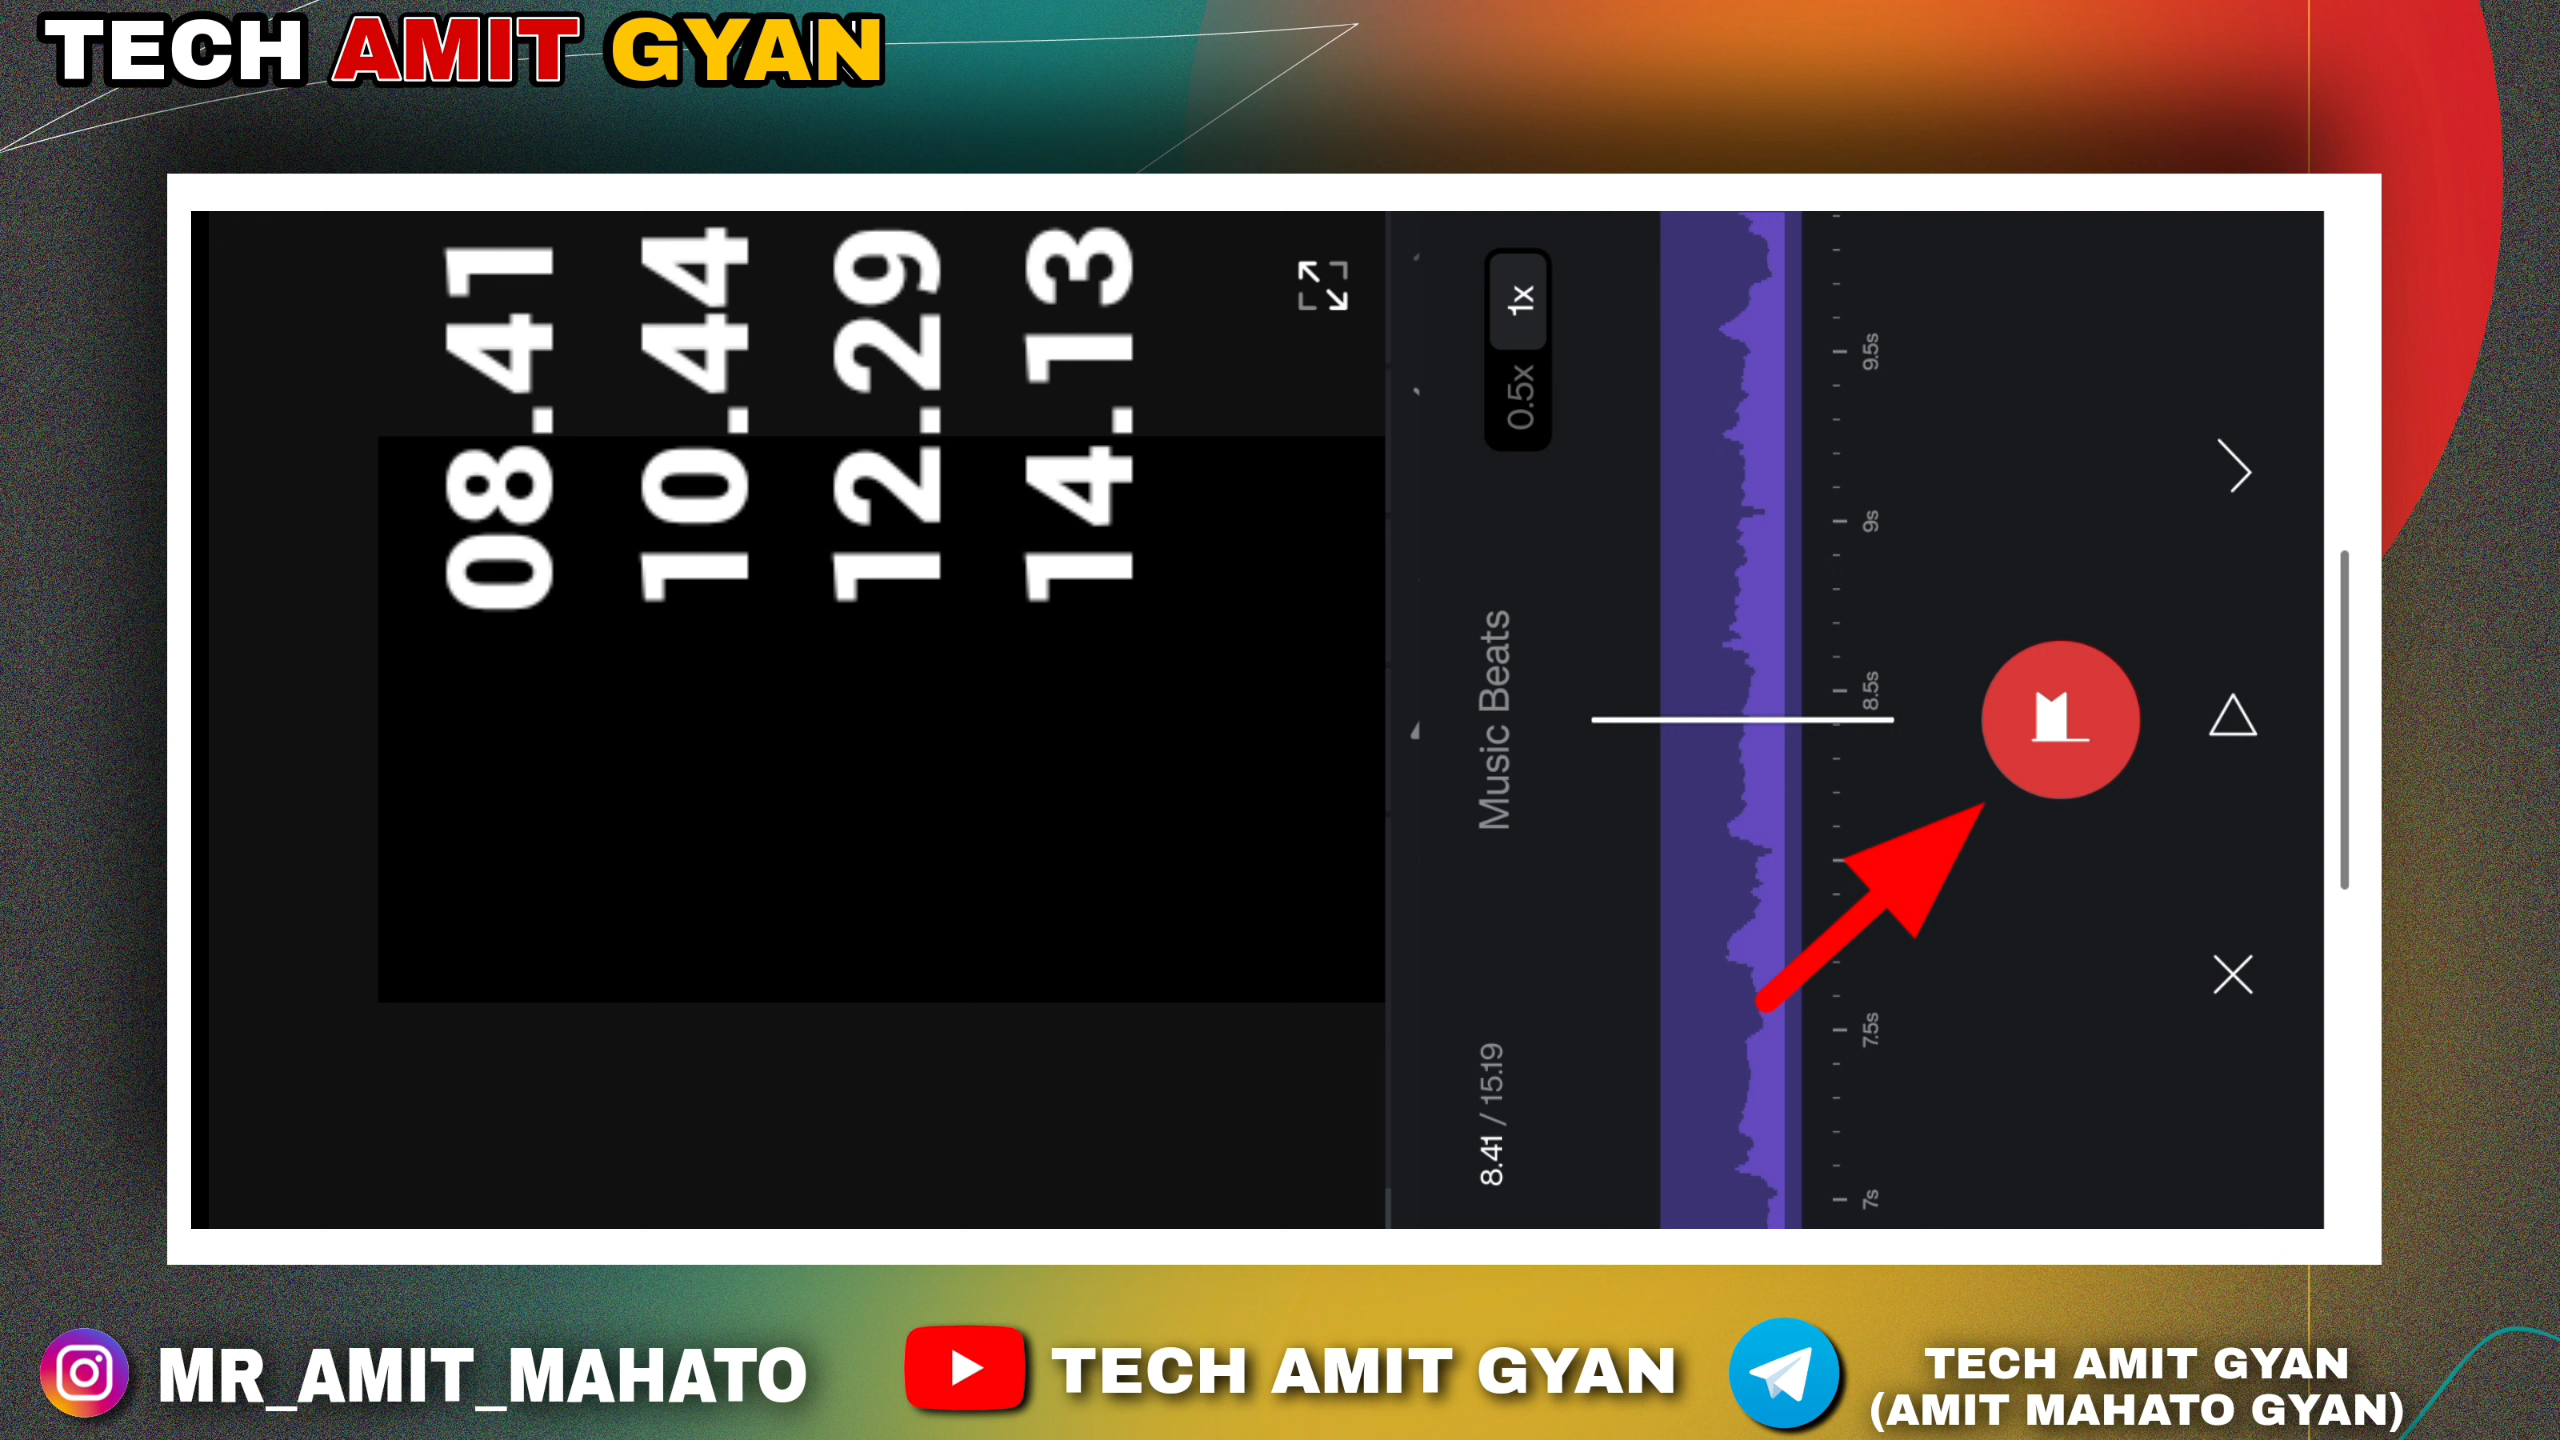 TECH AMIT GYAN
08.41
10.44
12.29
14.13
8.41 / 15.19
Music Beats
0.5x 1x
7s 7.5s 8.5s 9s 9.5s
MR_AMIT_MAHATO
TECH AMIT GYAN
TECH AMIT GYAN
(AMIT MAHATO GYAN)